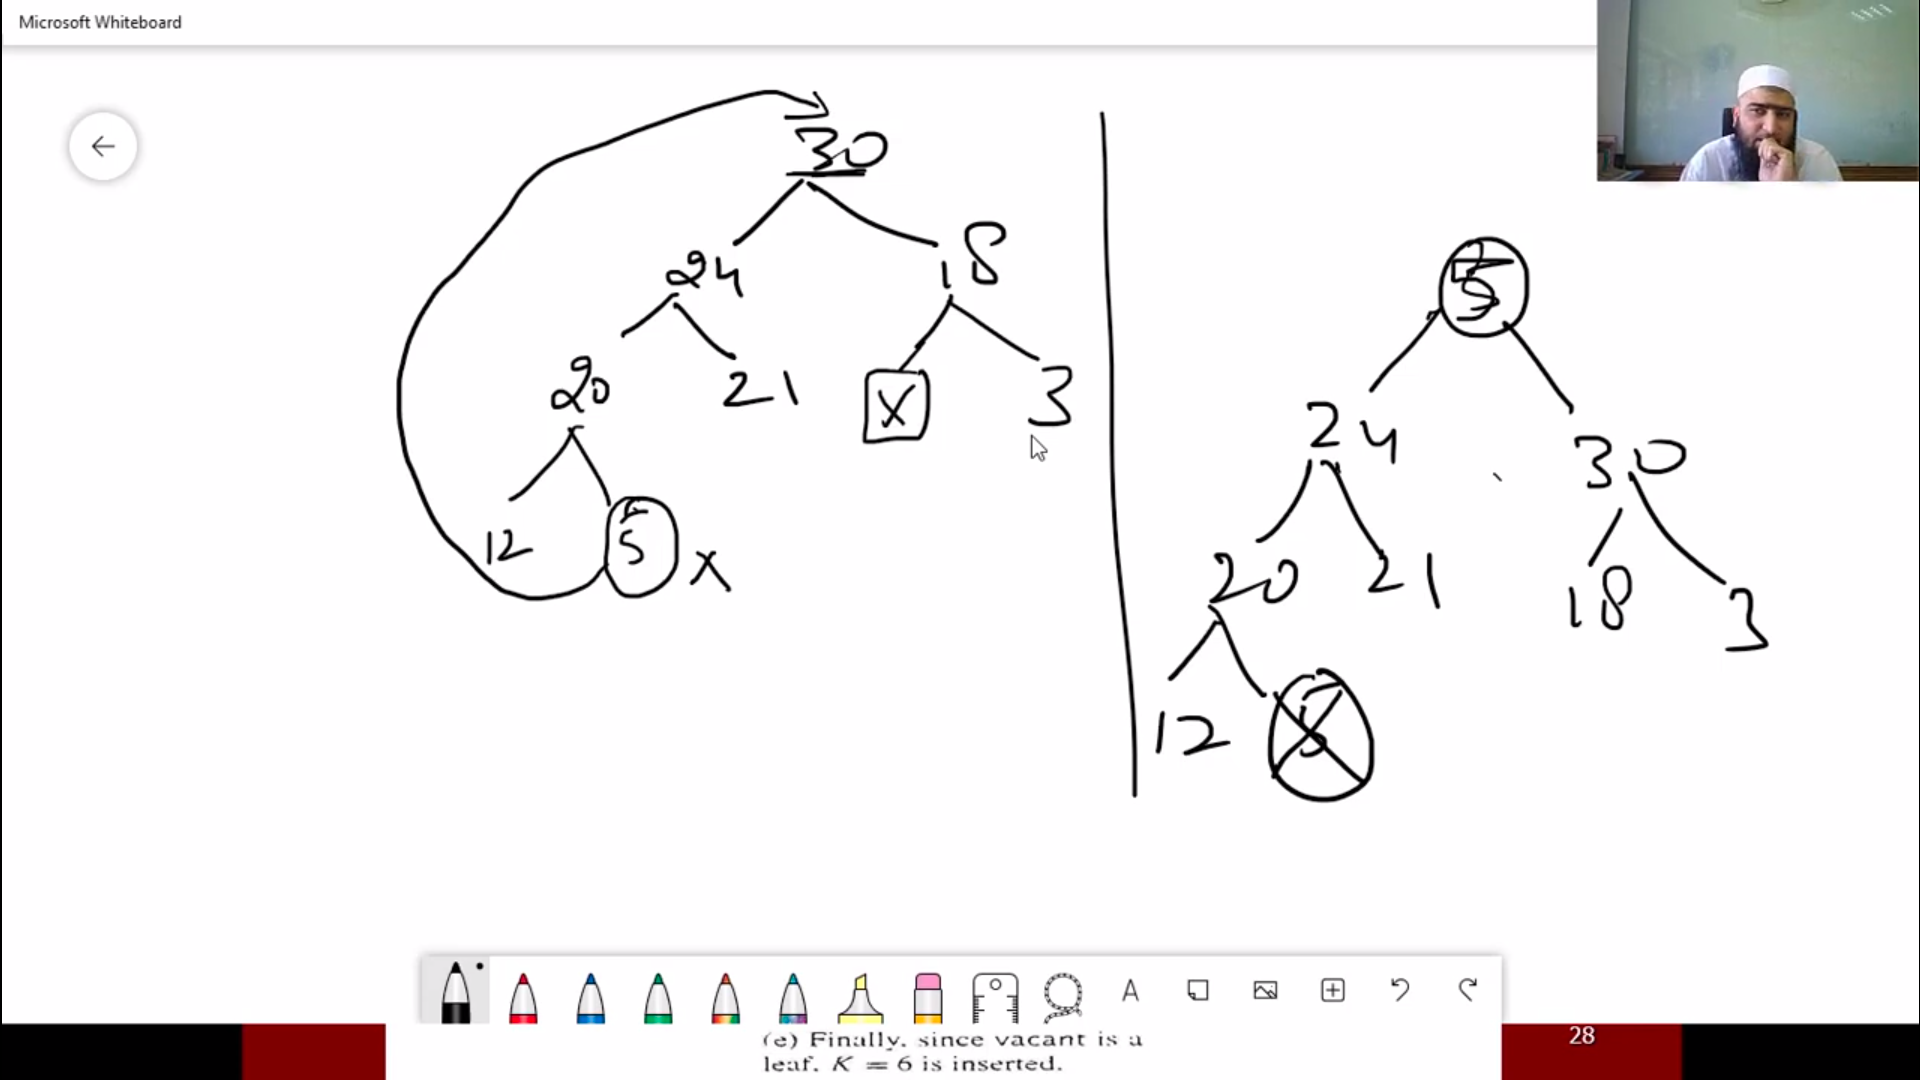 Microsoft Whiteboard
30
24 18
20 21 X 3
12 5 X
5
24 30
20 21 18 3
12 5
A
(e) Finally, since vacant is a
leaf, K = 6 is inserted.
28